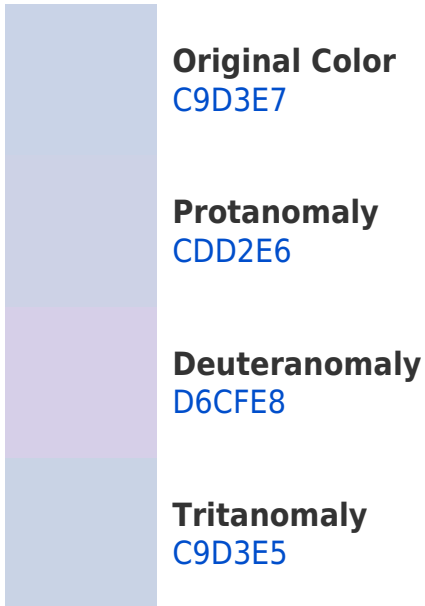 Original Color
C9D3E7
Protanomaly
CDD2E6
Deuteranomaly
D6CFE8
Tritanomaly
C9D3E5